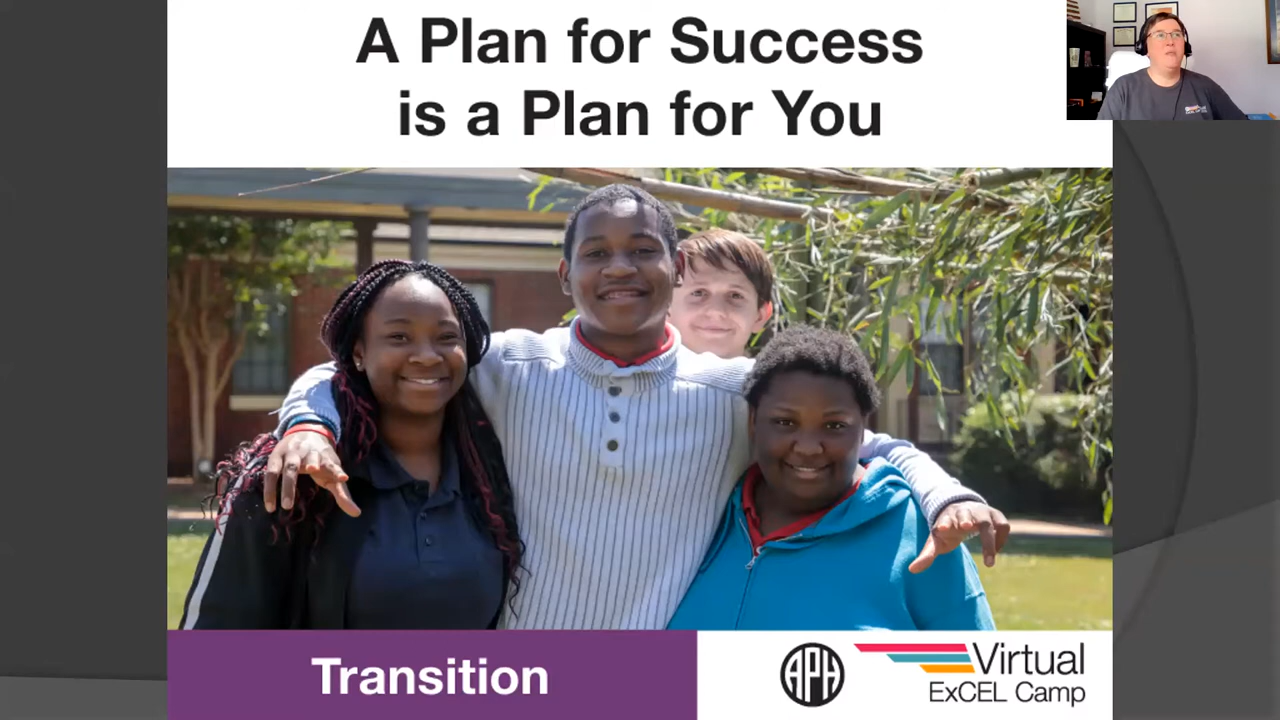 A Plan for Success
is a Plan for You
Transition
APH
Virtual
ExCEL Camp